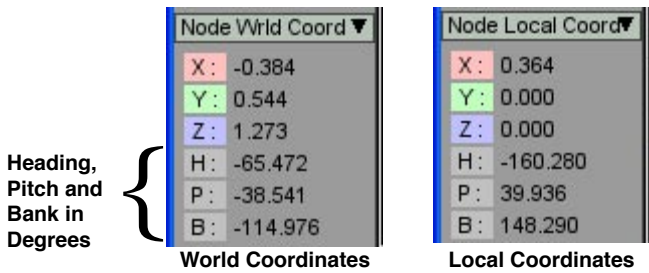 Node Wrld Coord ▼
X: -0.384
Y: 0.544
Z: 1.273
H: -65.472
P: -38.541
B: -114.976
World Coordinates
Heading,
Pitch and
Bank in
Degrees
Node Local Coord▼
X: 0.364
Y: 0.000
Z: 0.000
H: -160.280
P: 39.936
B: 148.290
Local Coordinates